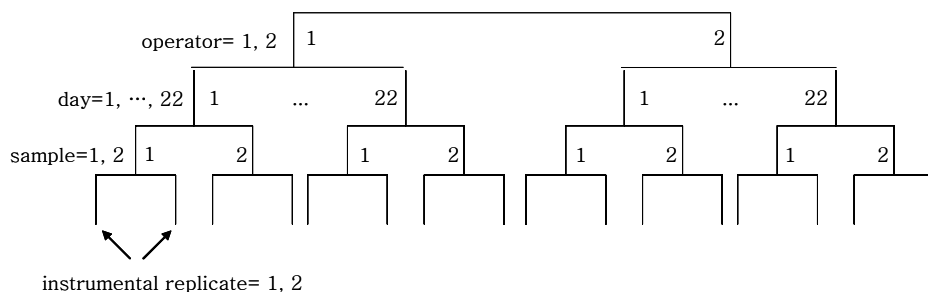 operator= 1, 2 1 2
day=1, ⋯, 22 1 ... 22 1 ... 22
sample=1, 2 1 2 1 2 1 2 1 2
instrumental replicate= 1, 2